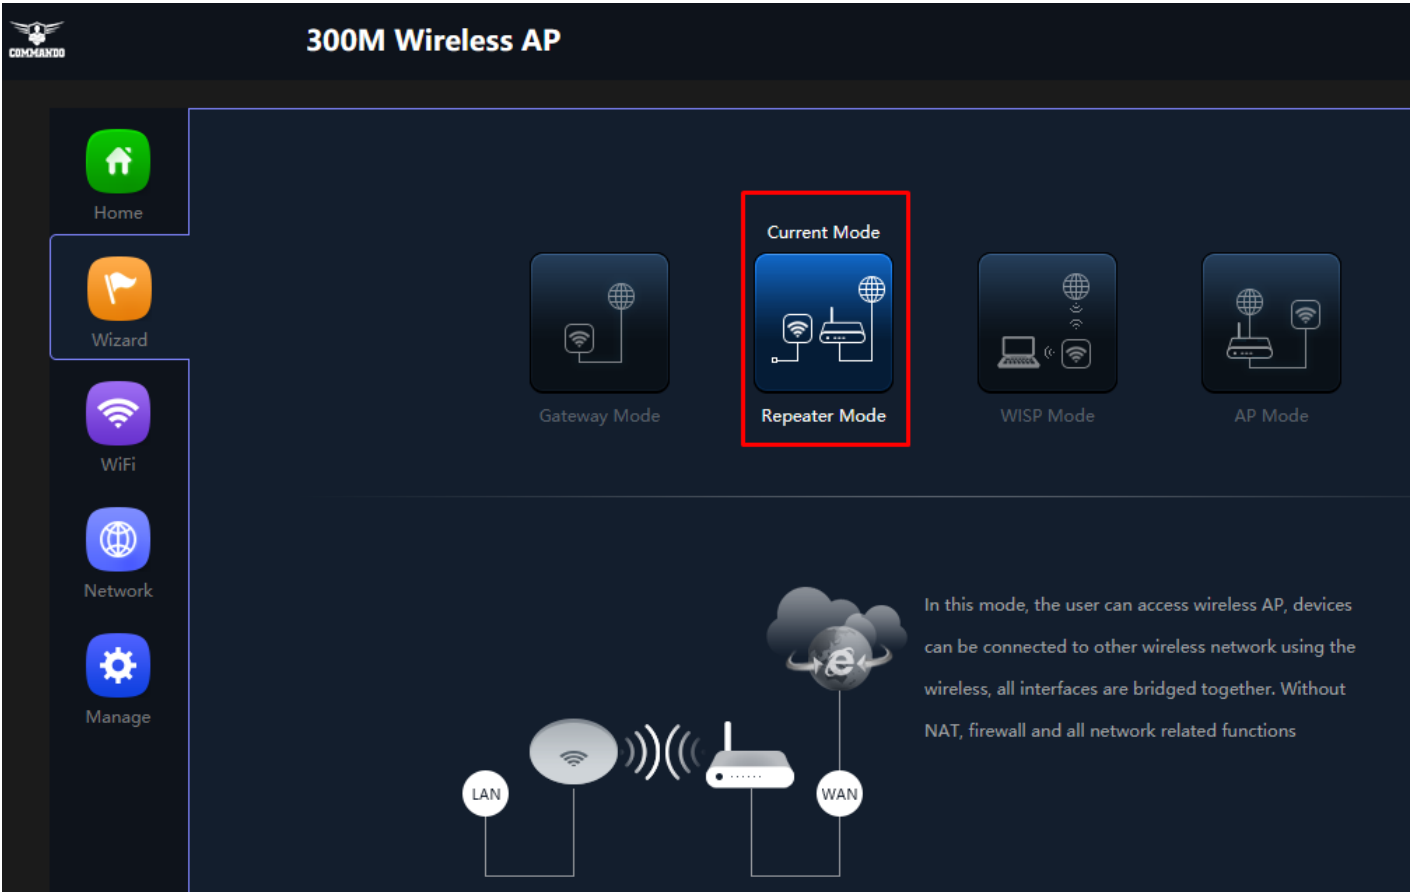 COMMANDO
300M Wireless AP
Home
Wizard
WiFi
Network
Manage
Current Mode
Gateway Mode
Repeater Mode
WISP Mode
AP Mode
In this mode, the user can access wireless AP, devices
can be connected to other wireless network using the
wireless, all interfaces are bridged together. Without
NAT, firewall and all network related functions
LAN
WAN